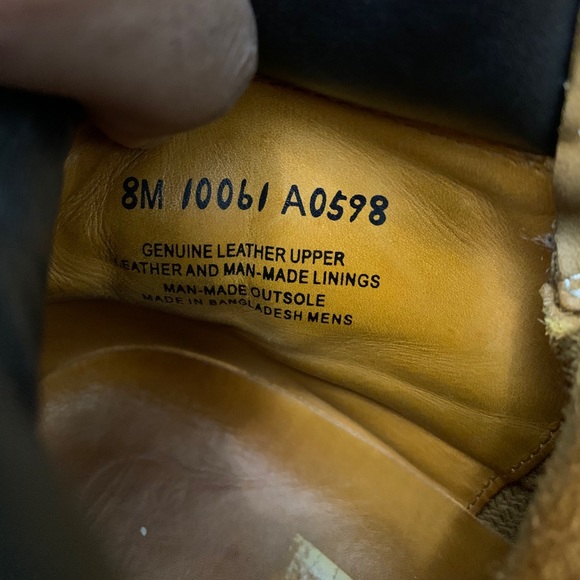 8M 10061 A0598
GENUINE LEATHER UPPER
LEATHER AND MAN-MADE LININGS
MAN-MADE OUTSOLE
MADE IN BANGLADESH MENS